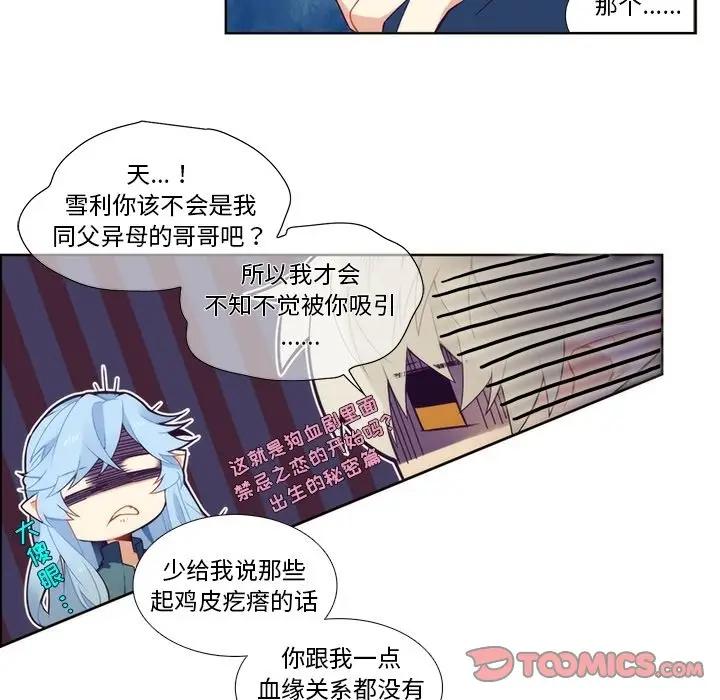 那个……
天…！
雪利你该不会是我
同父异母的哥哥吧？
所以我才会
不知不觉被你吸引
……
这就是狗血剧里面
禁忌之恋的开始吗？
出生的秘密篇
大傻眼…
少给我说那些
起鸡皮疙瘩的话
你跟我一点
血缘关系都没有
TOOMICS.COM